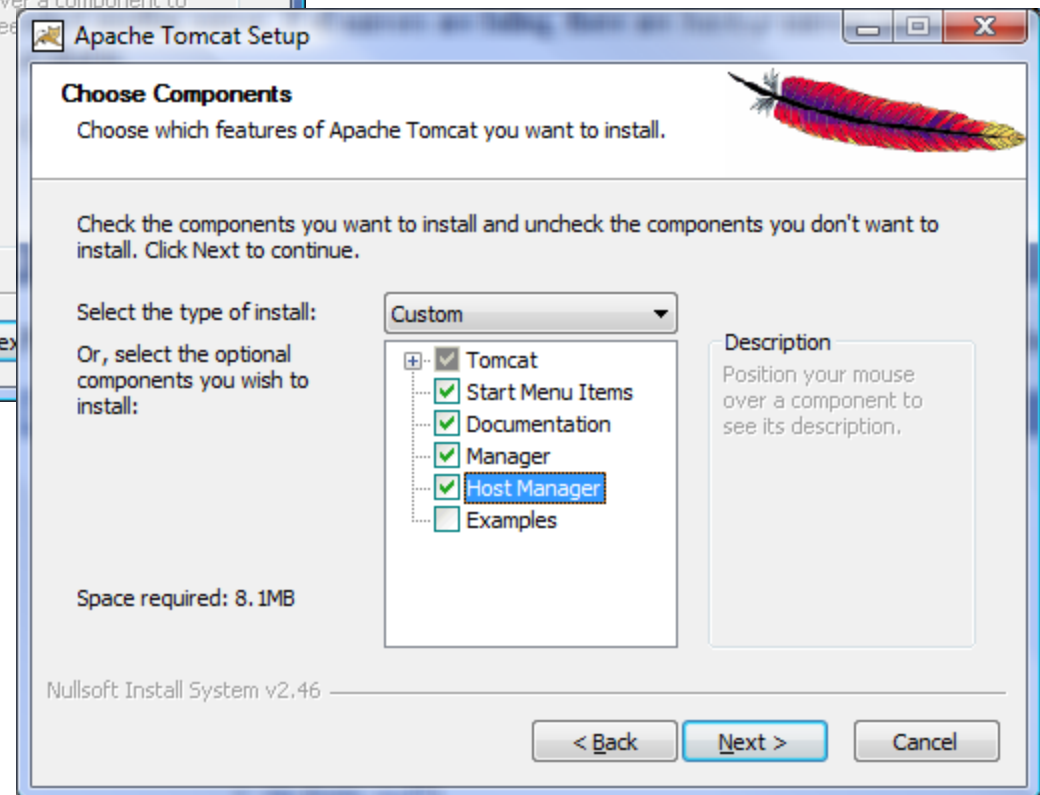 ver a component to
see
Apache Tomcat Setup
Choose Components
Choose which features of Apache Tomcat you want to install.
Check the components you want to install and uncheck the components you don't want to
install. Click Next to continue.
Select the type of install:
Custom
Or, select the optional
components you wish to
install:
Tomcat
Start Menu Items
Documentation
Manager
Host Manager
Examples
Description
Position your mouse
over a component to
see its description.
Space required: 8.1MB
Nullsoft Install System v2.46
< Back
Next >
Cancel